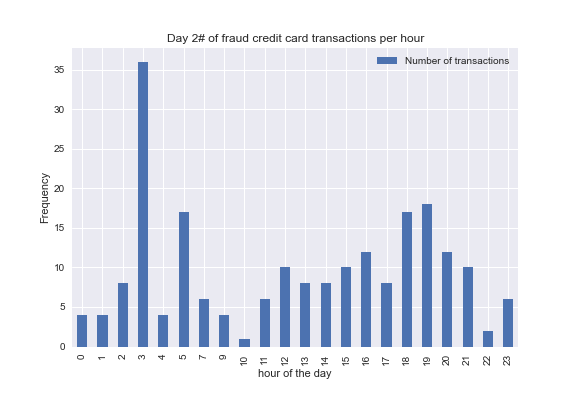 Day 2# of fraud credit card transactions per hour
Number of transactions
Frequency
35
30
25
20
15
10
5
0
0 1 2 3 4 5 7 9 10 11 12 13 14 15 16 17 18 19 20 21 22 23
hour of the day